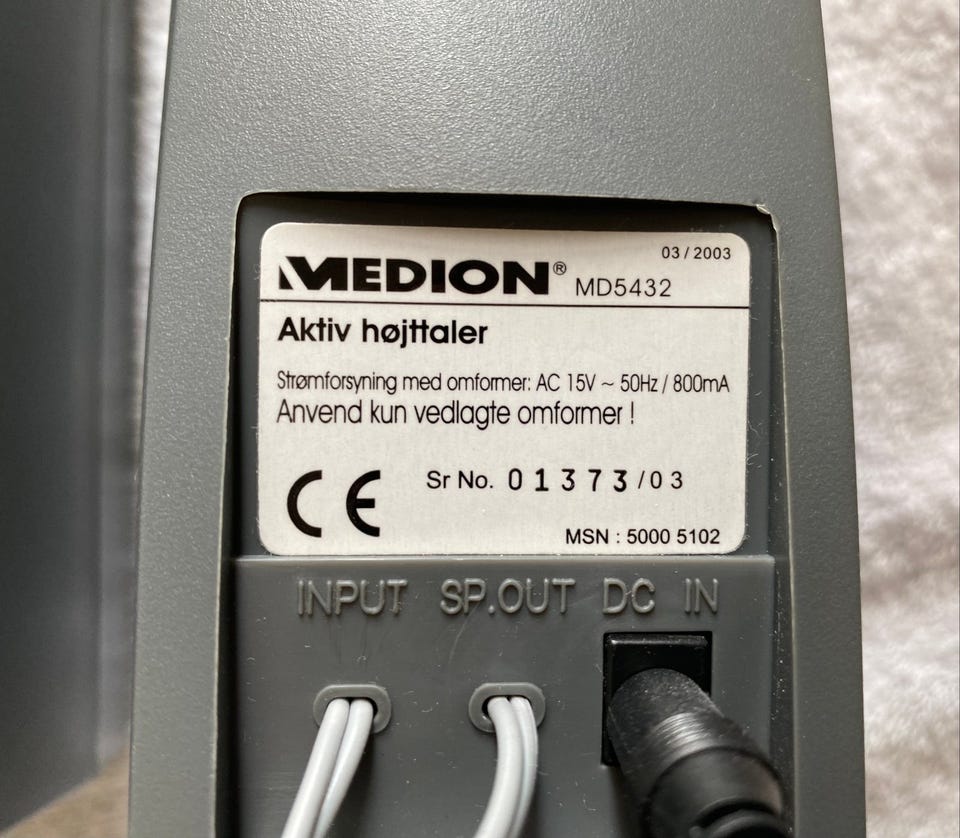 03/2003
MEDION® MD5432
Aktiv højttaler
Strømforsyning med omformer: AC 15V ~ 50Hz / 800mA
Anvend kun vedlagte omformer !
CE Sr No. 01373/03
MSN : 5000 5102
INPUT SP.OUT DC IN